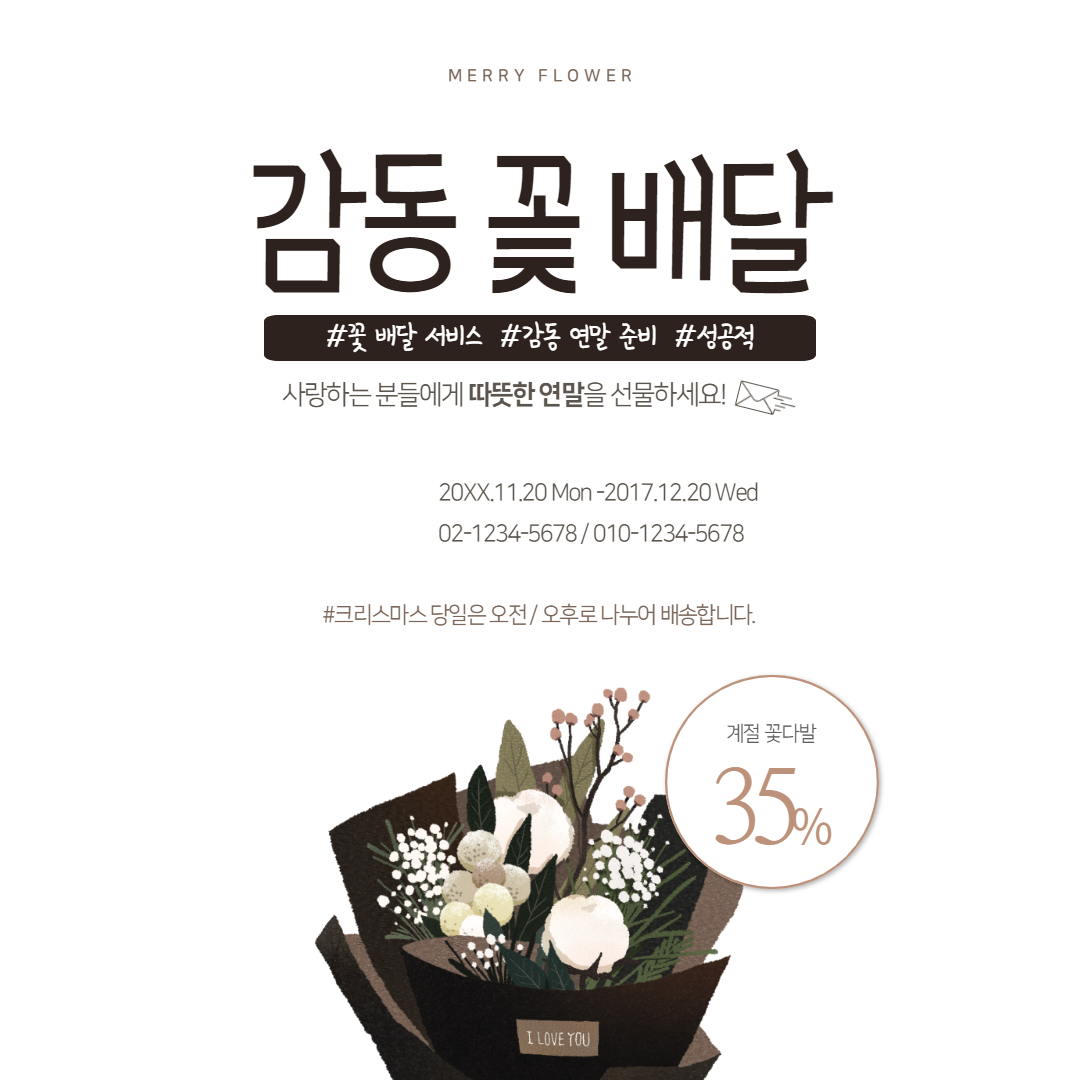 MERRY FLOWER
감동 꽃 배달
#꽃 배달 서비스 #감동 연말 준비 #성공적
사랑하는 분들에게 따뜻한 연말을 선물하세요!
20XX.11.20 Mon -2017.12.20 Wed
02-1234-5678 / 010-1234-5678
#크리스마스 당일은 오전 / 오후로 나누어 배송합니다.
계절 꽃다발
35%
I LOVE YOU